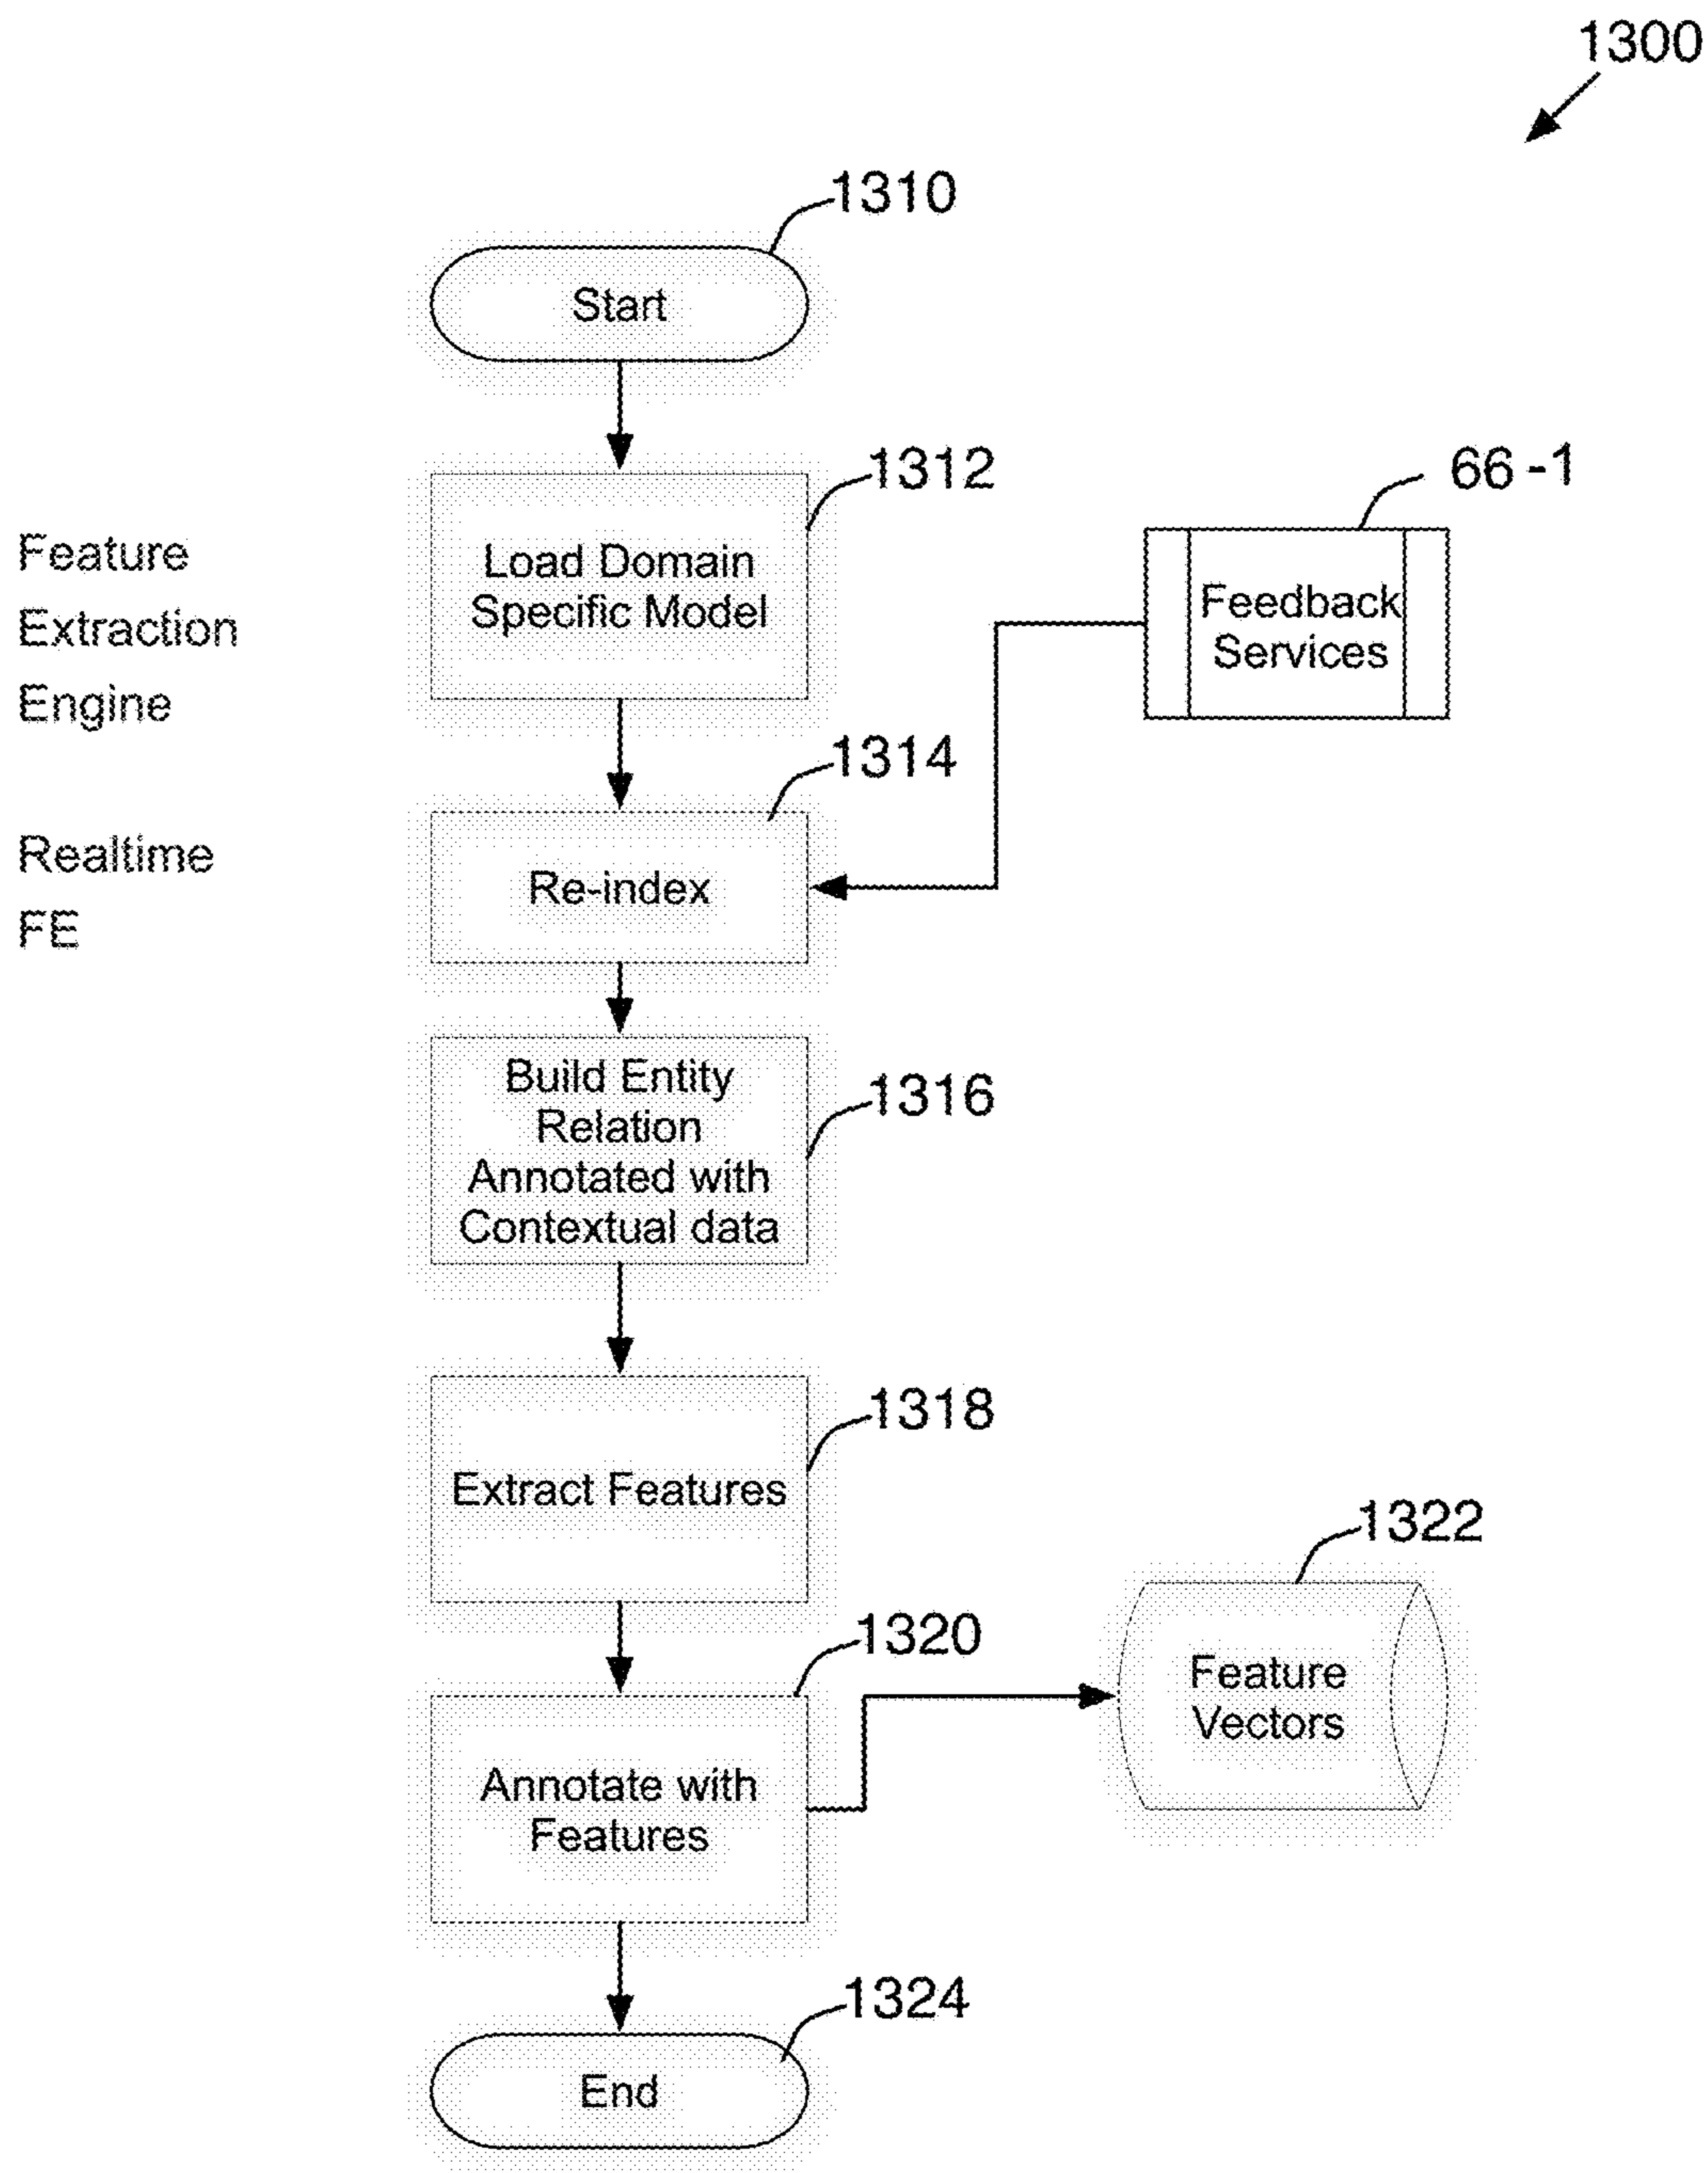 1300
1310
Start
1312
Load Domain
Specific Model
66-1
Feedback
Services
Feature
Extraction
Engine
1314
Re-index
Realtime
FE
1316
Build Entity
Relation
Annotated with
Contextual data
1318
Extract Features
1322
Feature
Vectors
1320
Annotate with
Features
1324
End